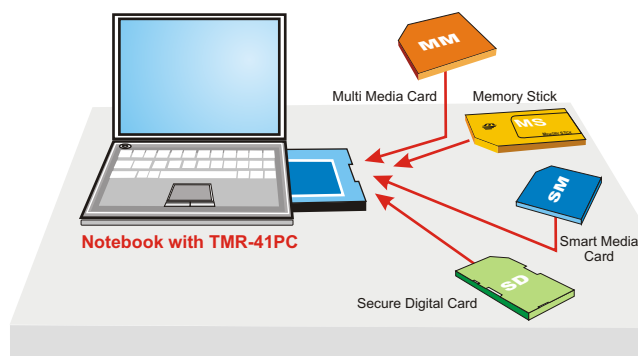 MM
Multi Media Card
Memory Stick
MS
SM
Notebook with TMR-41PC
Smart Media
Card
SD
Secure Digital Card